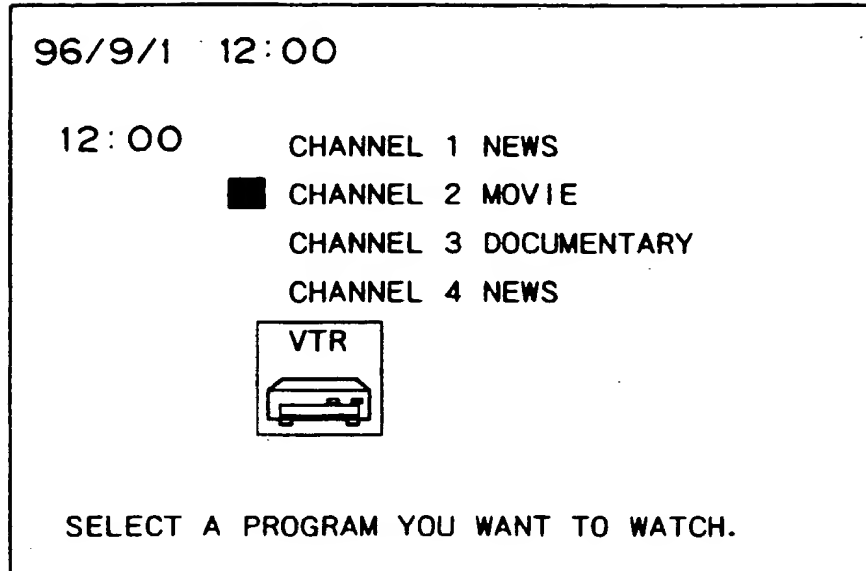 96/9/1 12:00
12:00 CHANNEL 1 NEWS
CHANNEL 2 MOVIE
CHANNEL 3 DOCUMENTARY
CHANNEL 4 NEWS
VTR
SELECT A PROGRAM YOU WANT TO WATCH.